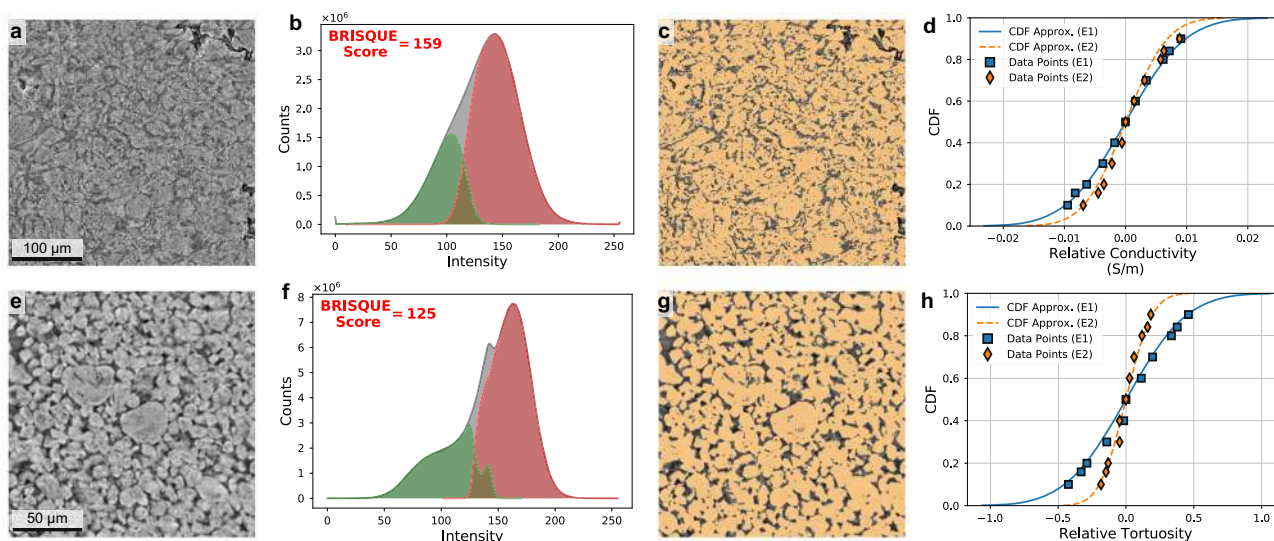 a
100 µm
b
×10⁶
BRISQUE
Score = 159
3.0
2.5
2.0
1.5
1.0
0.5
0.0
Counts
0 50 100 150 200 250
Intensity
c
d
1.0
0.8
0.6
0.4
0.2
0.0
CDF
CDF Approx. (E1)
CDF Approx. (E2)
Data Points (E1)
Data Points (E2)
−0.02 −0.01 0.00 0.01 0.02
Relative Conductivity
(S/m)
e
50 µm
f
×10⁶
BRISQUE
Score = 125
8
7
6
5
4
3
2
1
0
Counts
0 50 100 150 200 250
Intensity
g
h
1.0
0.8
0.6
0.4
0.2
0.0
CDF
CDF Approx. (E1)
CDF Approx. (E2)
Data Points (E1)
Data Points (E2)
−1.0 −0.5 0.0 0.5 1.0
Relative Tortuosity